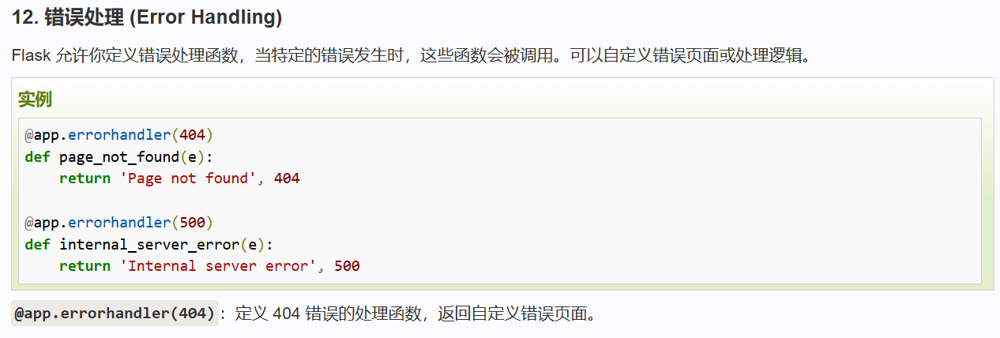 12. 错误处理 (Error Handling)
Flask 允许你定义错误处理函数，当特定的错误发生时，这些函数会被调用。可以自定义错误页面或处理逻辑。
实例
@app.errorhandler(404)
def page_not_found(e):
    return 'Page not found', 404
@app.errorhandler(500)
def internal_server_error(e):
    return 'Internal server error', 500
@app.errorhandler(404)：定义 404 错误的处理函数，返回自定义错误页面。